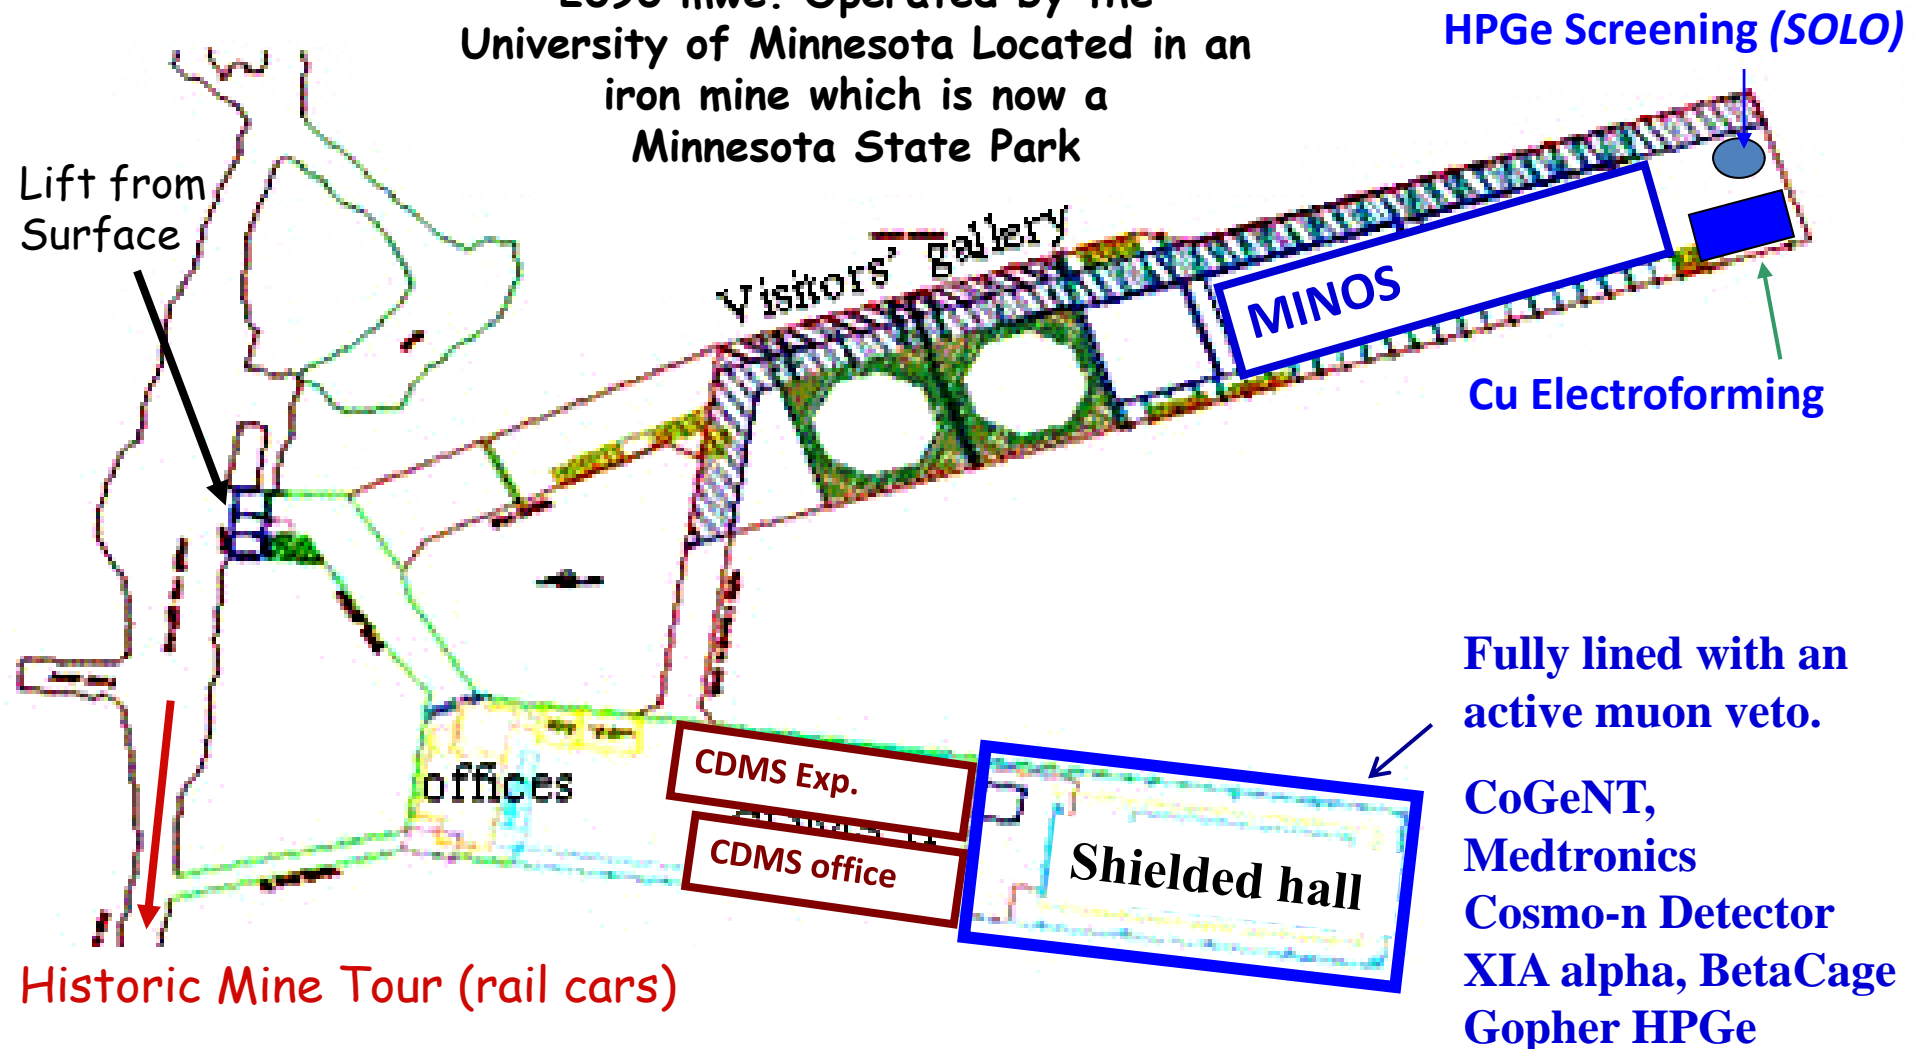 University of Minnesota Located in an
iron mine which is now a
Minnesota State Park
HPGe Screening (SOLO)
Lift from
Surface
Visitors' gallery
MINOS
Cu Electroforming
offices
CDMS Exp.
CDMS office
Shielded hall
Fully lined with an
active muon veto.
CoGeNT,
Medtronics
Cosmo-n Detector
XIA alpha, BetaCage
Gopher HPGe
Historic Mine Tour (rail cars)